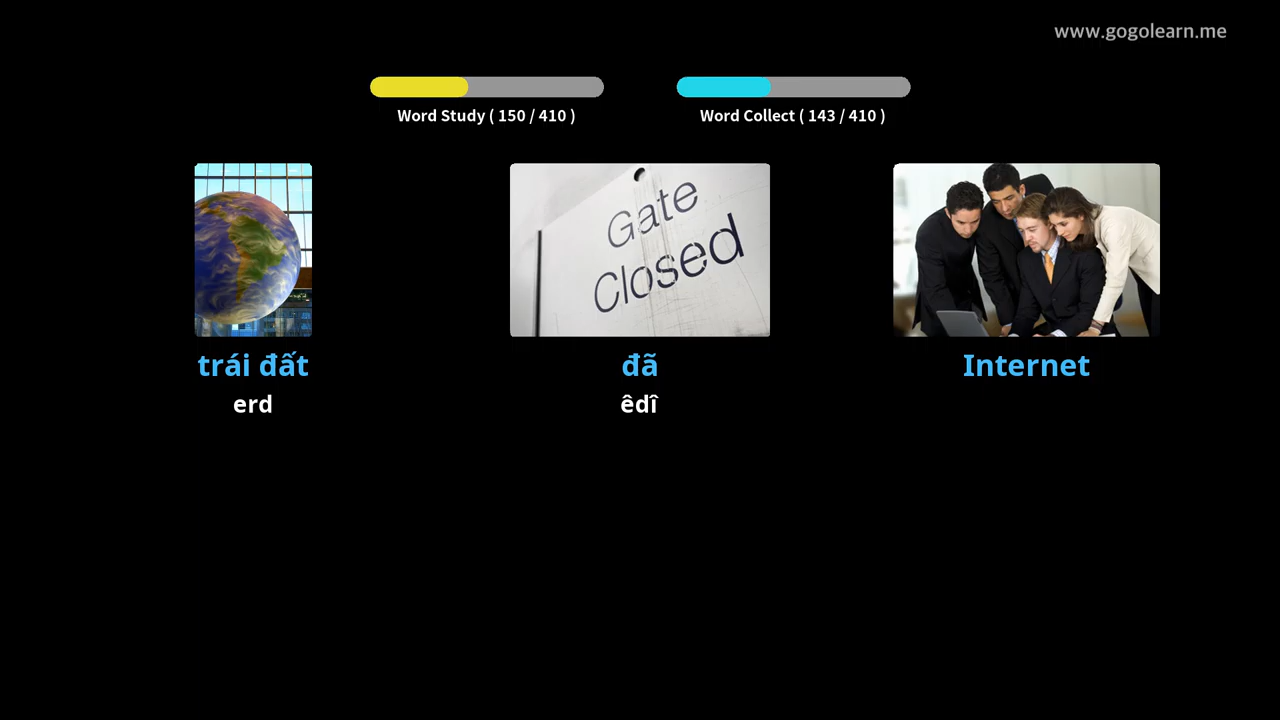 www.gogolearn.me
Word Study ( 150 / 410 )
Word Collect ( 143 / 410 )
Gate
Closed
trái đất
đã
Internet
erd
êdî